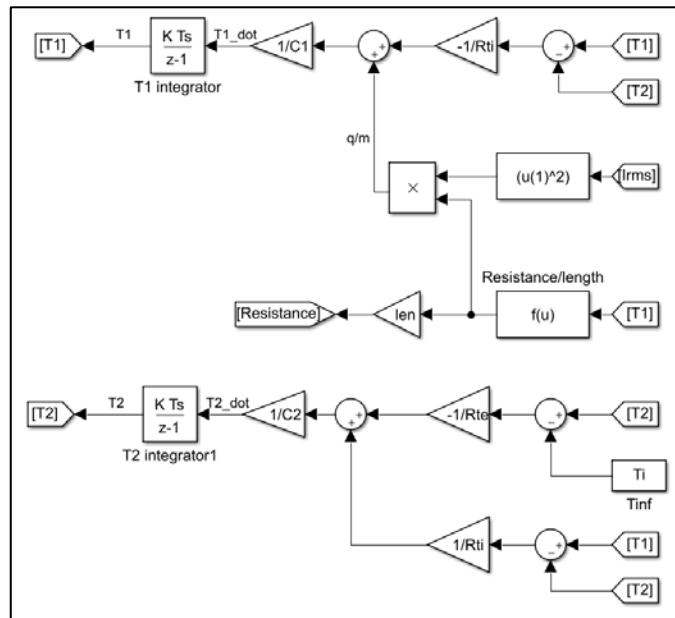 [T1]
T1
K Ts
z-1
T1 integrator
T1_dot
1/C1
+
+
-1/Rti
+
−
[T1]
[T2]
q/m
×
(u(1)^2)
[Irms]
Resistance/length
[Resistance]
len
f(u)
[T1]
[T2]
T2
K Ts
z-1
T2 integrator1
T2_dot
1/C2
+
+
-1/Rte
+
−
[T2]
Ti
Tinf
1/Rti
+
−
[T1]
[T2]